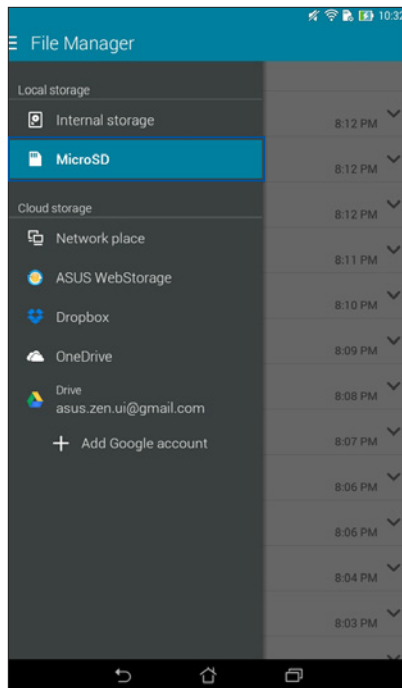 10:32
File Manager
Local storage
Internal storage
MicroSD
Cloud storage
Network place
ASUS WebStorage
Dropbox
OneDrive
Drive
asus.zen.ui@gmail.com
Add Google account
8:12 PM
8:12 PM
8:12 PM
8:11 PM
8:10 PM
8:09 PM
8:08 PM
8:07 PM
8:06 PM
8:06 PM
8:04 PM
8:03 PM